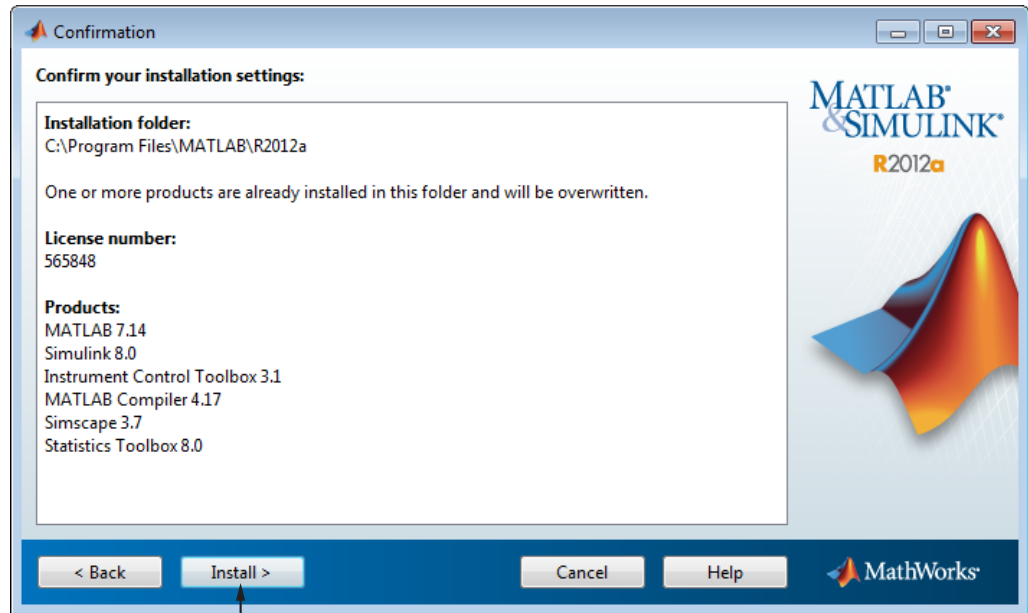 Confirmation
Confirm your installation settings:
Installation folder:
C:\Program Files\MATLAB\R2012a
One or more products are already installed in this folder and will be overwritten.
License number:
565848
Products:
MATLAB 7.14
Simulink 8.0
Instrument Control Toolbox 3.1
MATLAB Compiler 4.17
Simscape 3.7
Statistics Toolbox 8.0
MATLAB®
&SIMULINK®
R2012a
< Back
Install >
Cancel
Help
MathWorks®